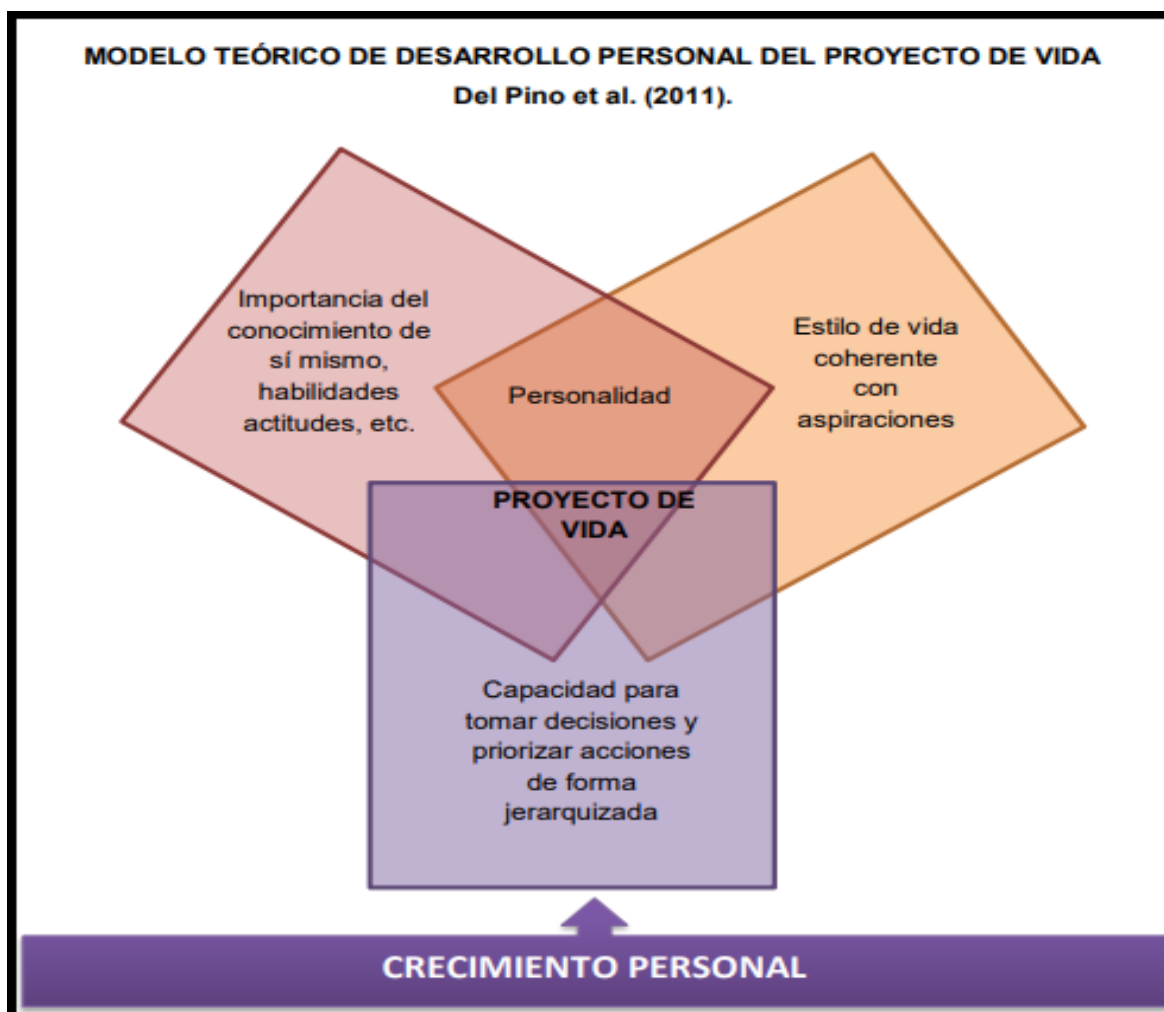 MODELO TEÓRICO DE DESARROLLO PERSONAL DEL PROYECTO DE VIDA
Del Pino et al. (2011).
Importancia del
conocimiento de
sí mismo,
habilidades
actitudes, etc.
Personalidad
Estilo de vida
coherente
con
aspiraciones
PROYECTO DE
VIDA
Capacidad para
tomar decisiones y
priorizar acciones
de forma
jerarquizada
CRECIMIENTO PERSONAL